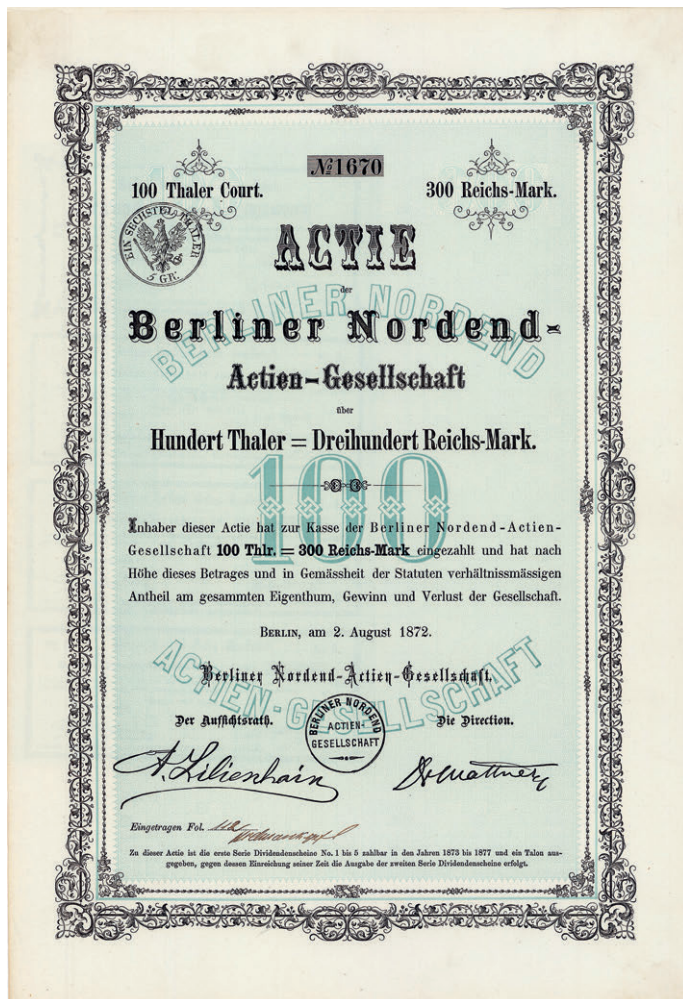 № 1670
100 Thaler Court.
300 Reichs-Mark.
EIN SECHSTEL THALER
5 GR.
ACTIE
der
BERLINER NORDEND
Berliner Nordend-
Actien-Gesellschaft
über
Hundert Thaler = Dreihundert Reichs-Mark.
100
Inhaber dieser Actie hat zur Kasse der Berliner Nordend-Actien-
Gesellschaft 100 Thlr. = 300 Reichs-Mark eingezahlt und hat nach
Höhe dieses Betrages und in Gemässheit der Statuten verhältnissmässigen
Antheil am gesammten Eigenthum, Gewinn und Verlust der Gesellschaft.
BERLIN, am 2. August 1872.
ACTIEN-GESELLSCHAFT
Berliner Nordend-Actien-Gesellschaft.
Der Aufsichtsrath.
Die Direction.
BERLINER NORDEND
ACTIEN-
GESELLSCHAFT
A. Lilienhain
Eingetragen Fol.
Zu dieser Actie ist die erste Serie Dividendenscheine No. 1 bis 5 zahlbar in den Jahren 1873 bis 1877 und ein Talon aus-
gegeben, gegen dessen Einreichung seiner Zeit die Ausgabe der zweiten Serie Dividendenscheine erfolgt.